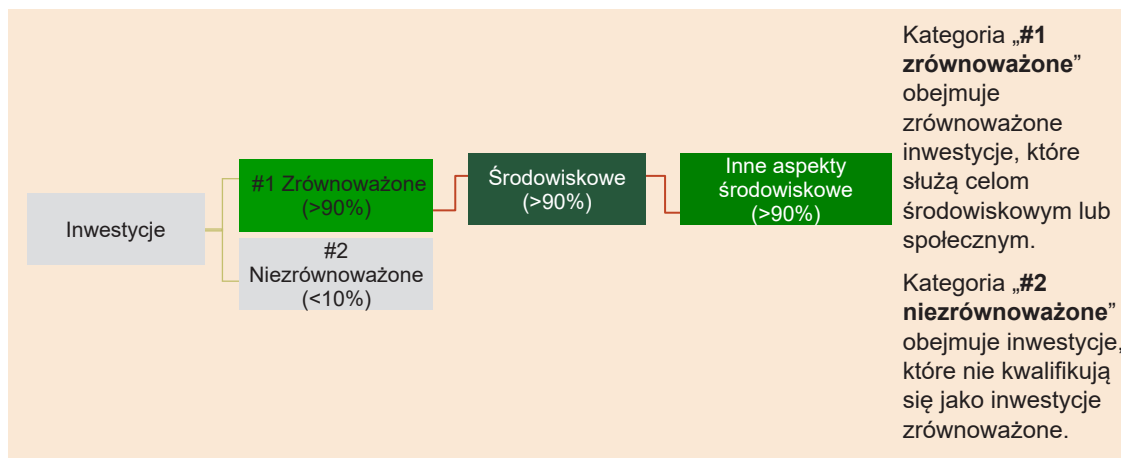 Inwestycje
#1 Zrównoważone
(>90%)
#2
Niezrównoważone
(<10%)
Środowiskowe
(>90%)
Inne aspekty
środowiskowe
(>90%)
Kategoria „#1
zrównoważone”
obejmuje
zrównoważone
inwestycje, które
służą celom
środowiskowym lub
społecznym.
Kategoria „#2
niezrównoważone”
obejmuje inwestycje,
które nie kwalifikują
się jako inwestycje
zrównoważone.